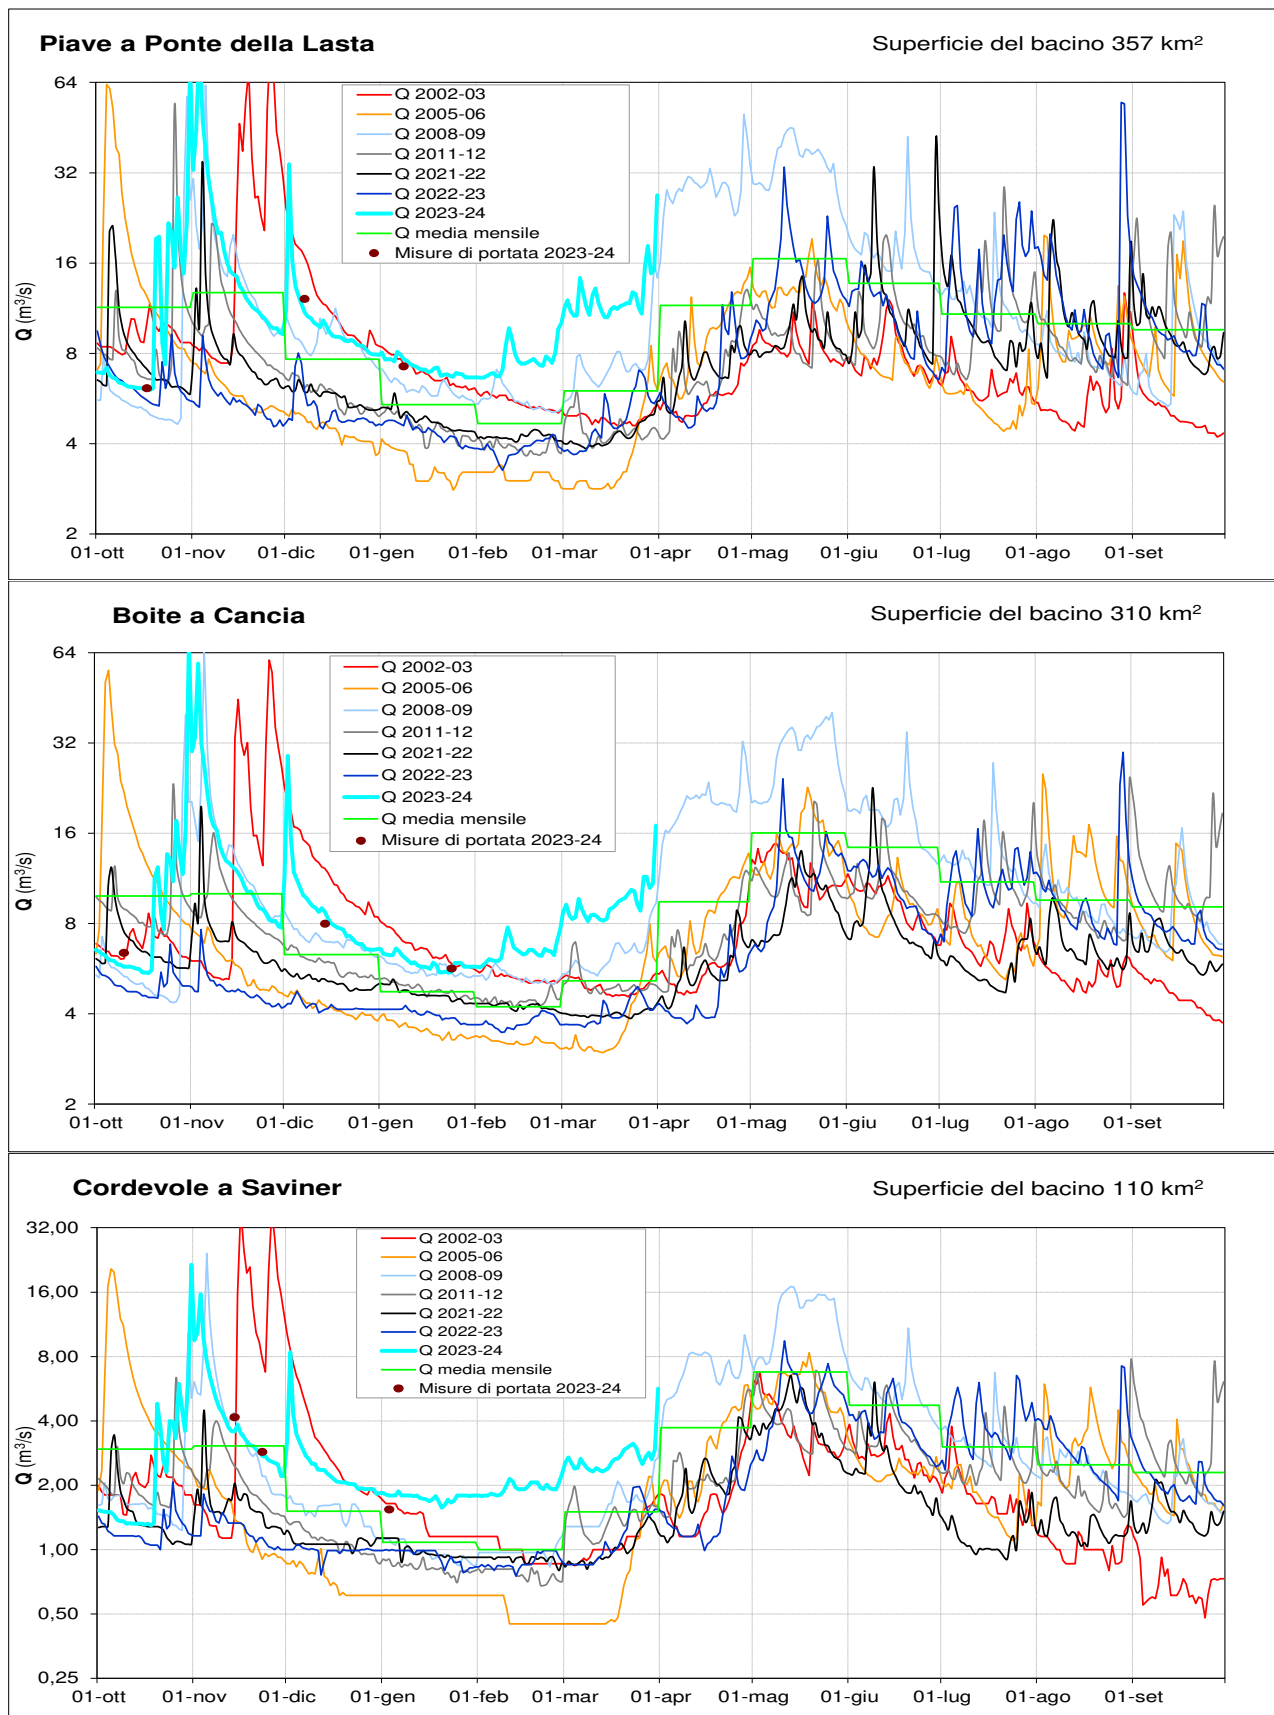 Piave a Ponte della Lasta
Superficie del bacino 357 km²
Q (m³/s)
64
32
16
8
4
2
Q 2002-03
Q 2005-06
Q 2008-09
Q 2011-12
Q 2021-22
Q 2022-23
Q 2023-24
Q media mensile
Misure di portata 2023-24
01-ott 01-nov 01-dic 01-gen 01-feb 01-mar 01-apr 01-mag 01-giu 01-lug 01-ago 01-set
Boite a Cancia
Superficie del bacino 310 km²
Q (m³/s)
64
32
16
8
4
2
Q 2002-03
Q 2005-06
Q 2008-09
Q 2011-12
Q 2021-22
Q 2022-23
Q 2023-24
Q media mensile
Misure di portata 2023-24
01-ott 01-nov 01-dic 01-gen 01-feb 01-mar 01-apr 01-mag 01-giu 01-lug 01-ago 01-set
Cordevole a Saviner
Superficie del bacino 110 km²
Q (m³/s)
32,00
16,00
8,00
4,00
2,00
1,00
0,50
0,25
Q 2002-03
Q 2005-06
Q 2008-09
Q 2011-12
Q 2021-22
Q 2022-23
Q 2023-24
Q media mensile
Misure di portata 2023-24
01-ott 01-nov 01-dic 01-gen 01-feb 01-mar 01-apr 01-mag 01-giu 01-lug 01-ago 01-set